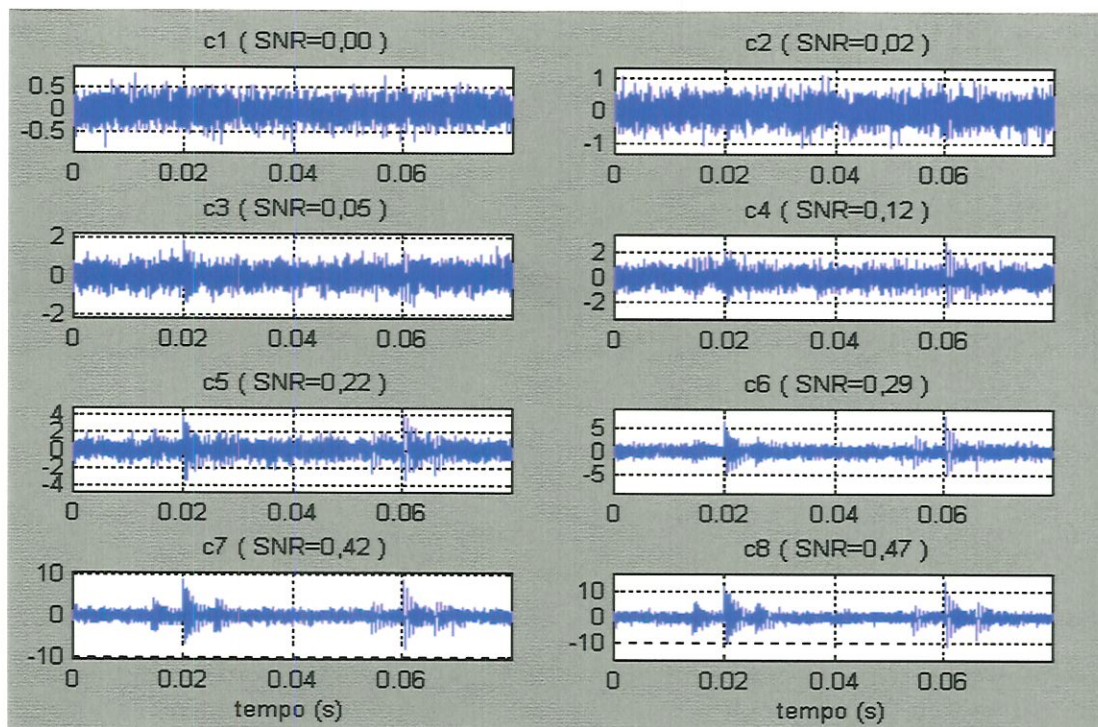 c1 ( SNR=0,00 )
0.5
0
-0.5
0 0.02 0.04 0.06
c2 ( SNR=0,02 )
1
0
-1
0 0.02 0.04 0.06
c3 ( SNR=0,05 )
2
0
-2
0 0.02 0.04 0.06
c4 ( SNR=0,12 )
2
0
-2
0 0.02 0.04 0.06
c5 ( SNR=0,22 )
4
2
0
-2
-4
0 0.02 0.04 0.06
c6 ( SNR=0,29 )
5
0
-5
0 0.02 0.04 0.06
c7 ( SNR=0,42 )
10
0
-10
0 0.02 0.04 0.06
tempo (s)
c8 ( SNR=0,47 )
10
0
-10
0 0.02 0.04 0.06
tempo (s)